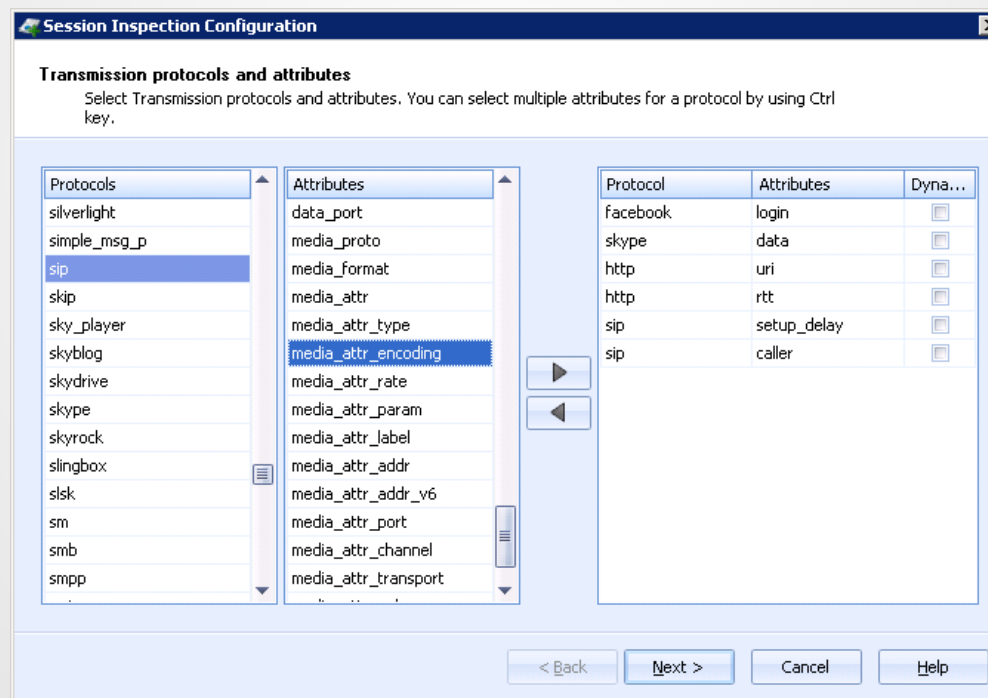 Session Inspection Configuration
Transmission protocols and attributes
Select Transmission protocols and attributes. You can select multiple attributes for a protocol by using Ctrl
key.
Protocols
silverlight
simple_msg_p
sip
skip
sky_player
skyblog
skydrive
skype
skyrock
slingbox
slsk
sm
smb
smpp
Attributes
data_port
media_proto
media_format
media_attr
media_attr_type
media_attr_encoding
media_attr_rate
media_attr_param
media_attr_label
media_attr_addr
media_attr_addr_v6
media_attr_port
media_attr_channel
media_attr_transport
Protocol Attributes Dyna...
facebook login
skype data
http uri
http rtt
sip setup_delay
sip caller
< Back Next > Cancel Help